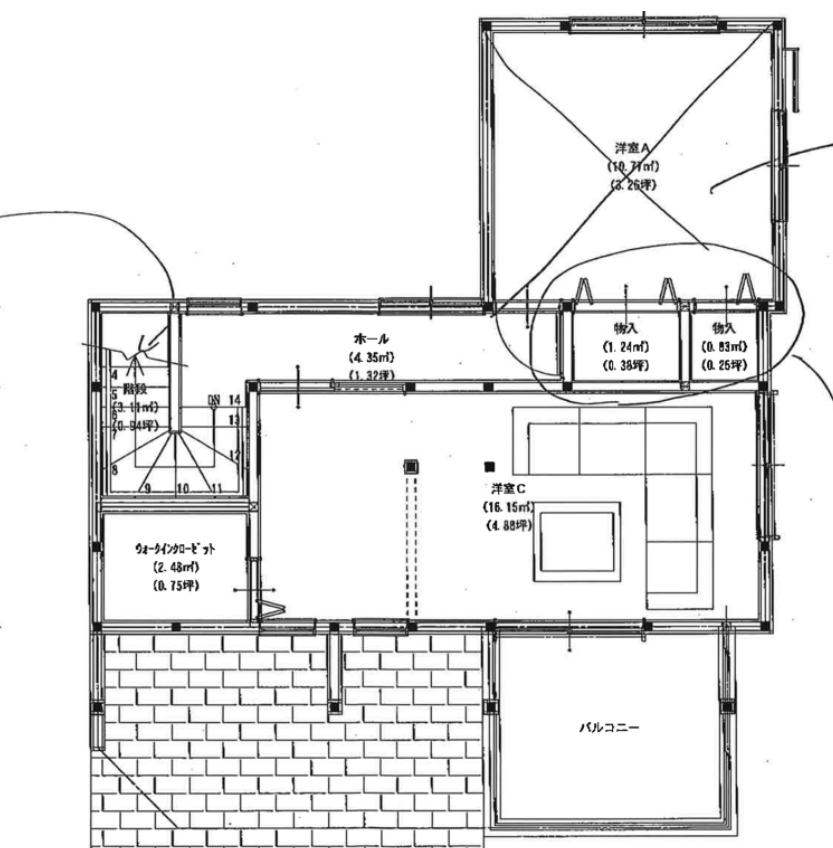 洋室A
(10.71㎡)
(3.26坪)
ホール
(4.35㎡)
(1.32坪)
物入
(1.24㎡)
(0.38坪)
物入
(0.83㎡)
(0.25坪)
4
5
6
7
8
9
10
11
12
13
14
DN
階段
(3.11㎡)
(0.94坪)
洋室C
(16.15㎡)
(4.88坪)
ウォークインクローゼット
(2.48㎡)
(0.75坪)
バルコニー